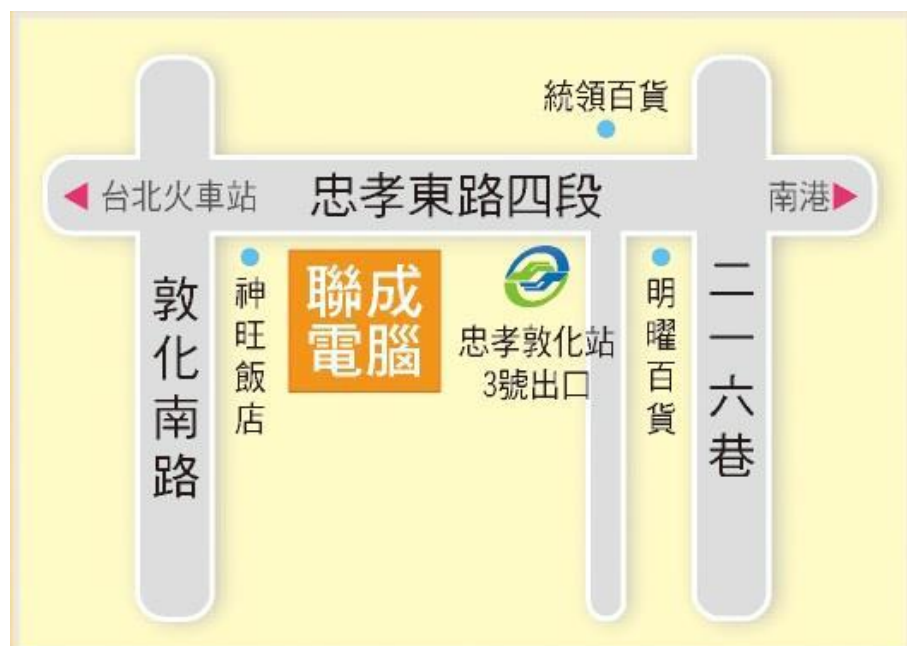 統領百貨
台北火車站
忠孝東路四段
南港
敦化南路
神旺飯店
聯成
電腦
忠孝敦化站
3號出口
明曜百貨
二一六巷